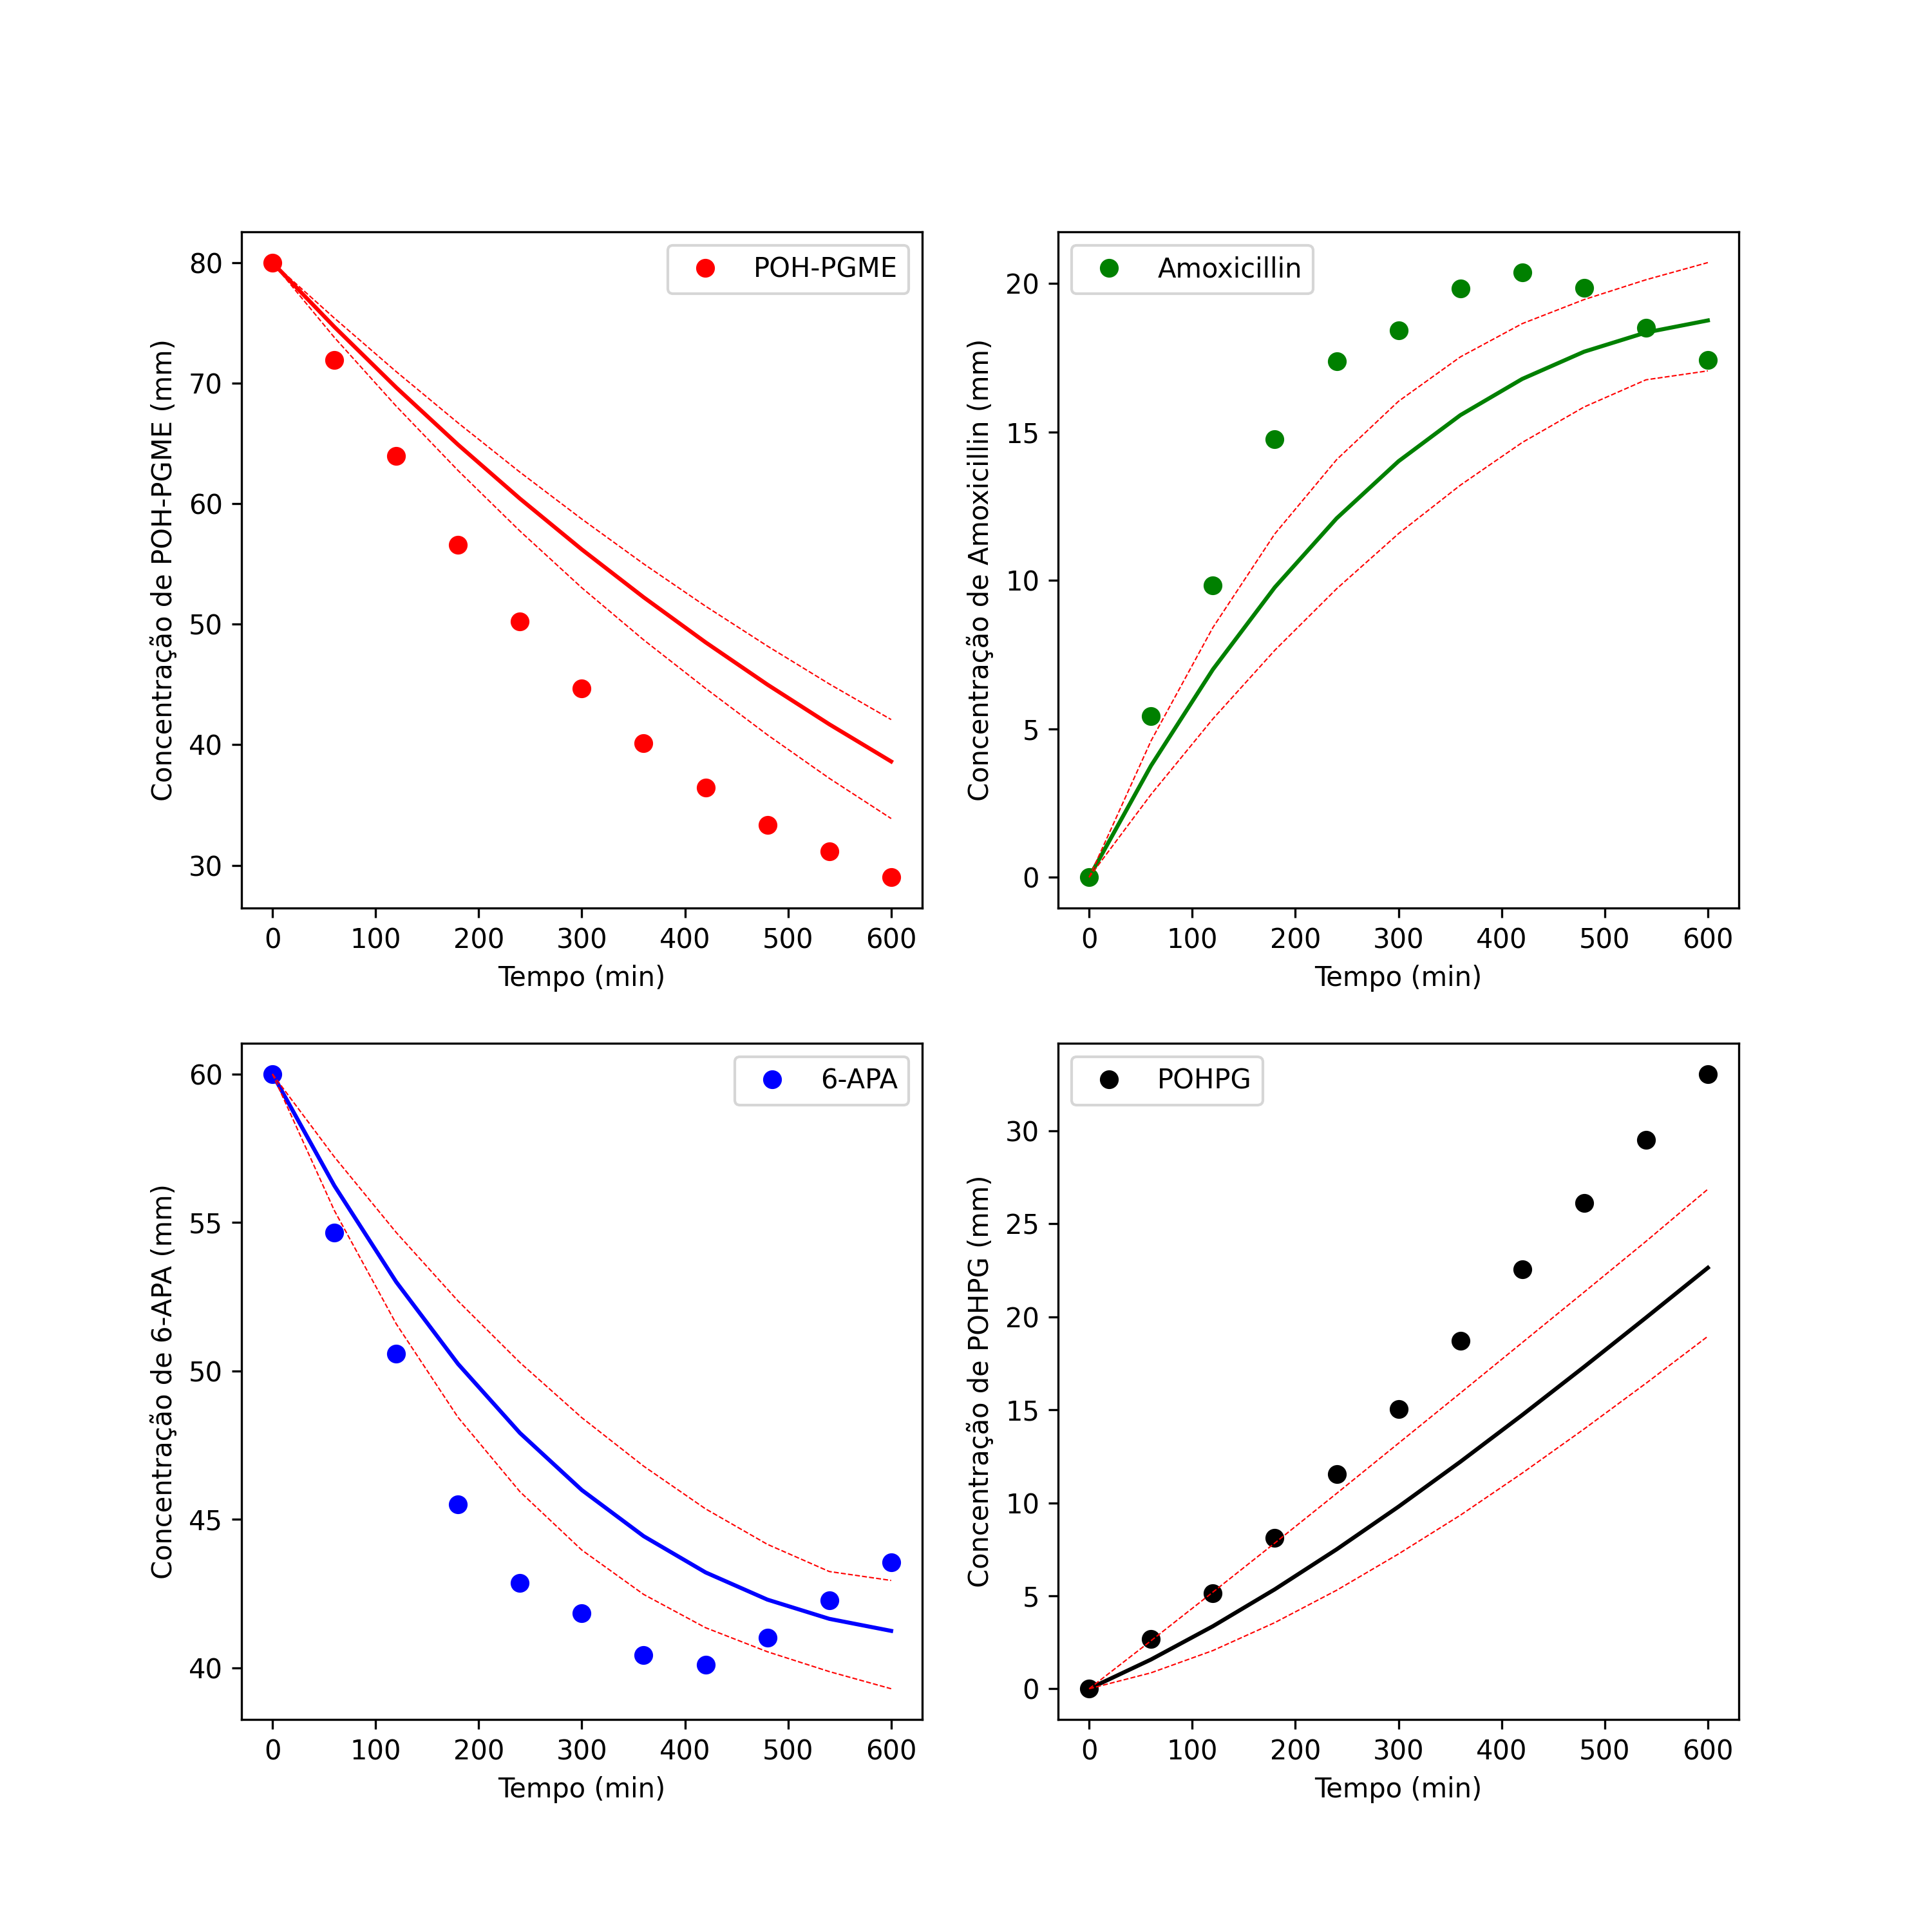 POH-PGME
Concentração de POH-PGME (mm)
80
70
60
50
40
30
0 100 200 300 400 500 600
Tempo (min)
Amoxicillin
Concentração de Amoxicillin (mm)
20
15
10
5
0
0 100 200 300 400 500 600
Tempo (min)
6-APA
Concentração de 6-APA (mm)
60
55
50
45
40
0 100 200 300 400 500 600
Tempo (min)
POHPG
Concentração de POHPG (mm)
30
25
20
15
10
5
0
0 100 200 300 400 500 600
Tempo (min)